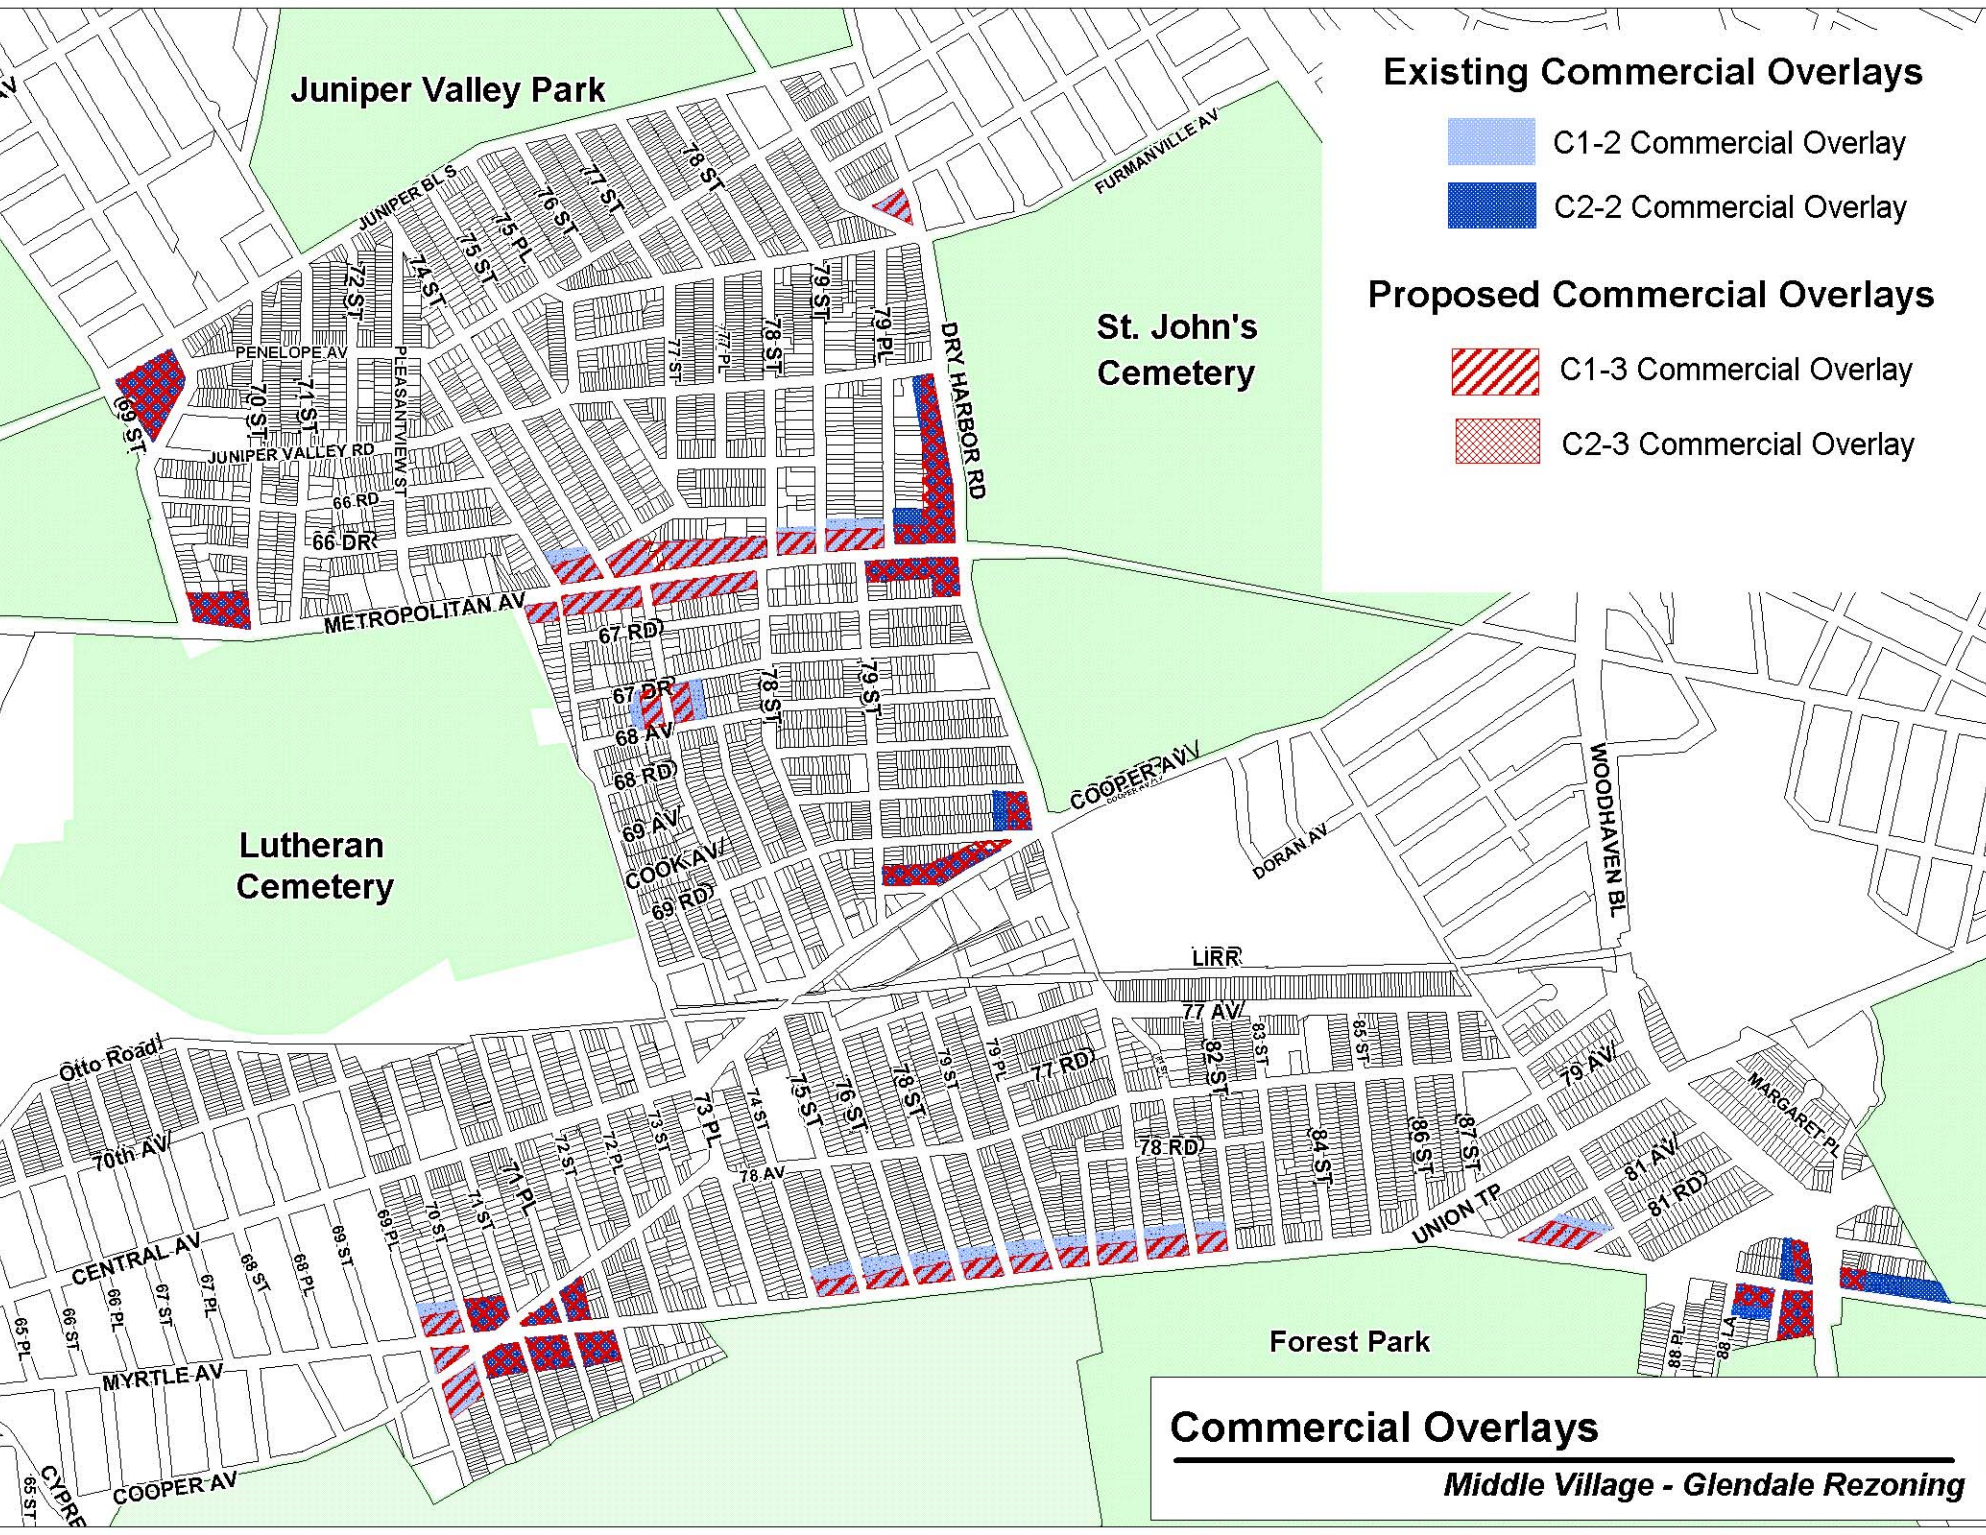 Existing Commercial Overlays
C1-2 Commercial Overlay
C2-2 Commercial Overlay
Proposed Commercial Overlays
C1-3 Commercial Overlay
C2-3 Commercial Overlay
Juniper Valley Park
JUNIPER BL S
FURMANVILLE AV
78 ST
77 ST
76 ST
75 PL
75 ST
74 ST
72 ST
79 ST
79 PL
78 ST
77 PL
77 ST
DRY HARBOR RD
St. John's
Cemetery
PENELOPE AV
PLEASANTVIEW ST
71 ST
70 ST
69 ST
JUNIPER VALLEY RD
66 RD
66 DR
METROPOLITAN AV
67 RD
67 DR
68 AV
68 RD
69 AV
COOK AV
69 RD
78 ST
79 ST
COOPER AV
COOPER AV
DORAN AV
WOODHAVEN BL
Lutheran
Cemetery
LIRR
77 AV
Otto Road
70th AV
77 RD
79 PL
79 ST
78 ST
76 ST
75 ST
74 ST
73 PL
73 ST
72 PL
72 ST
71 PL
71 ST
70 ST
69 PL
69 ST
68 PL
68 ST
67 PL
67 ST
66 PL
66 ST
65 PL
82 ST
83 ST
85 ST
84 ST
86 ST
87 ST
78 RD
78 AV
79 AV
MARGARET PL
81 AV
81 RD
UNION TP
CENTRAL AV
MYRTLE AV
COOPER AV
65 ST
CYPRE
88 PL
88 LA
Forest Park
Commercial Overlays
Middle Village - Glendale Rezoning